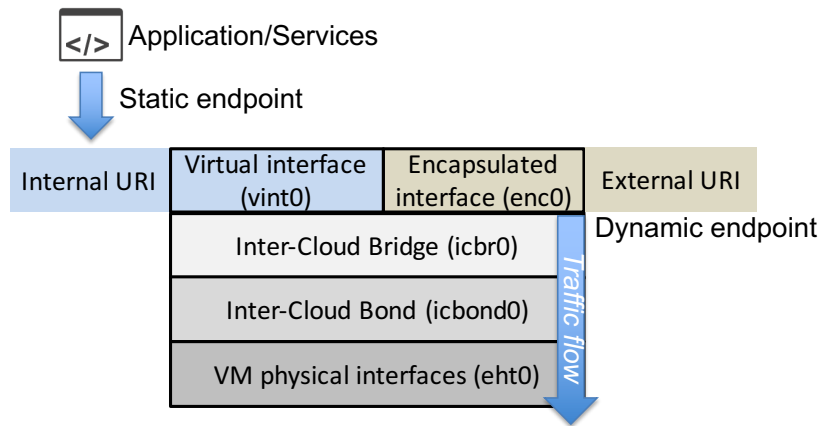 </>
Application/Services
Static endpoint
Internal URI
Virtual interface
(vint0)
Encapsulated
interface (enc0)
External URI
Dynamic endpoint
Inter-Cloud Bridge (icbr0)
Inter-Cloud Bond (icbond0)
VM physical interfaces (eht0)
Traffic flow